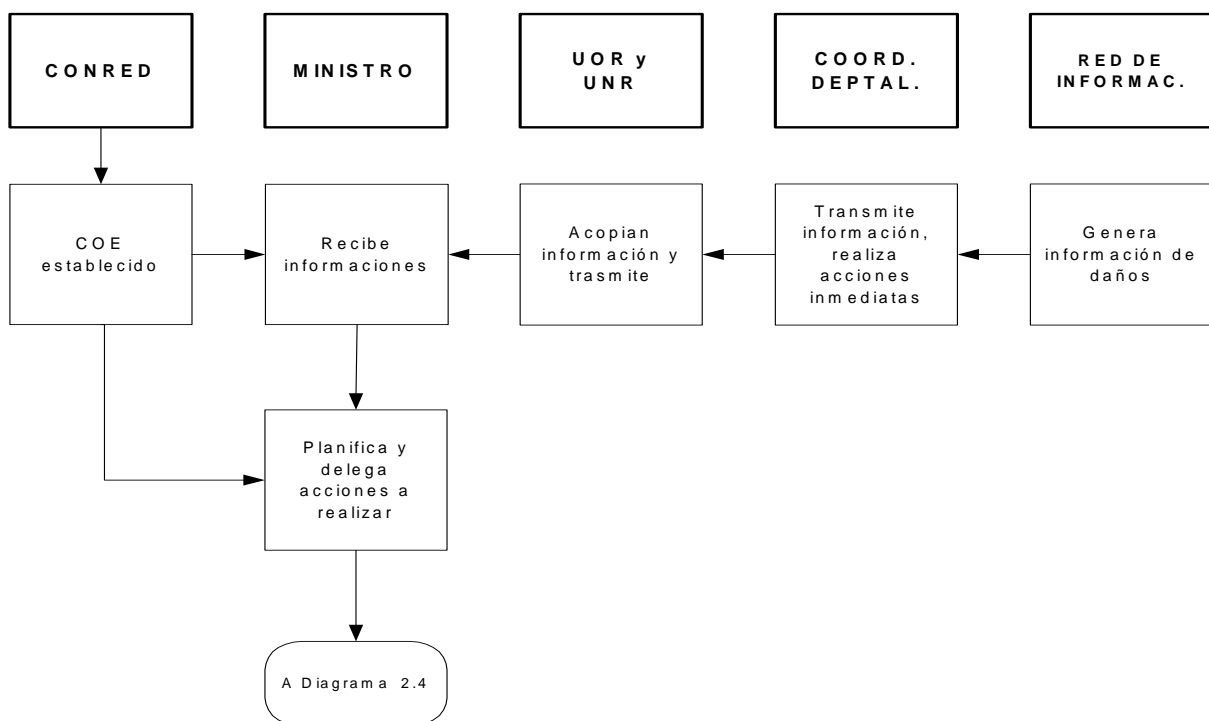 CONRED
MINISTRO
UOR y
UNR
COORD.
DEPTAL.
RED DE
INFORMAC.
COE
establecido
Recibe
informaciones
Acopian
información y
trasmite
Transmite
información,
realiza
acciones
inmediatas
Genera
información de
daños
Planifica y
delega
acciones a
realizar
A Diagrama 2.4